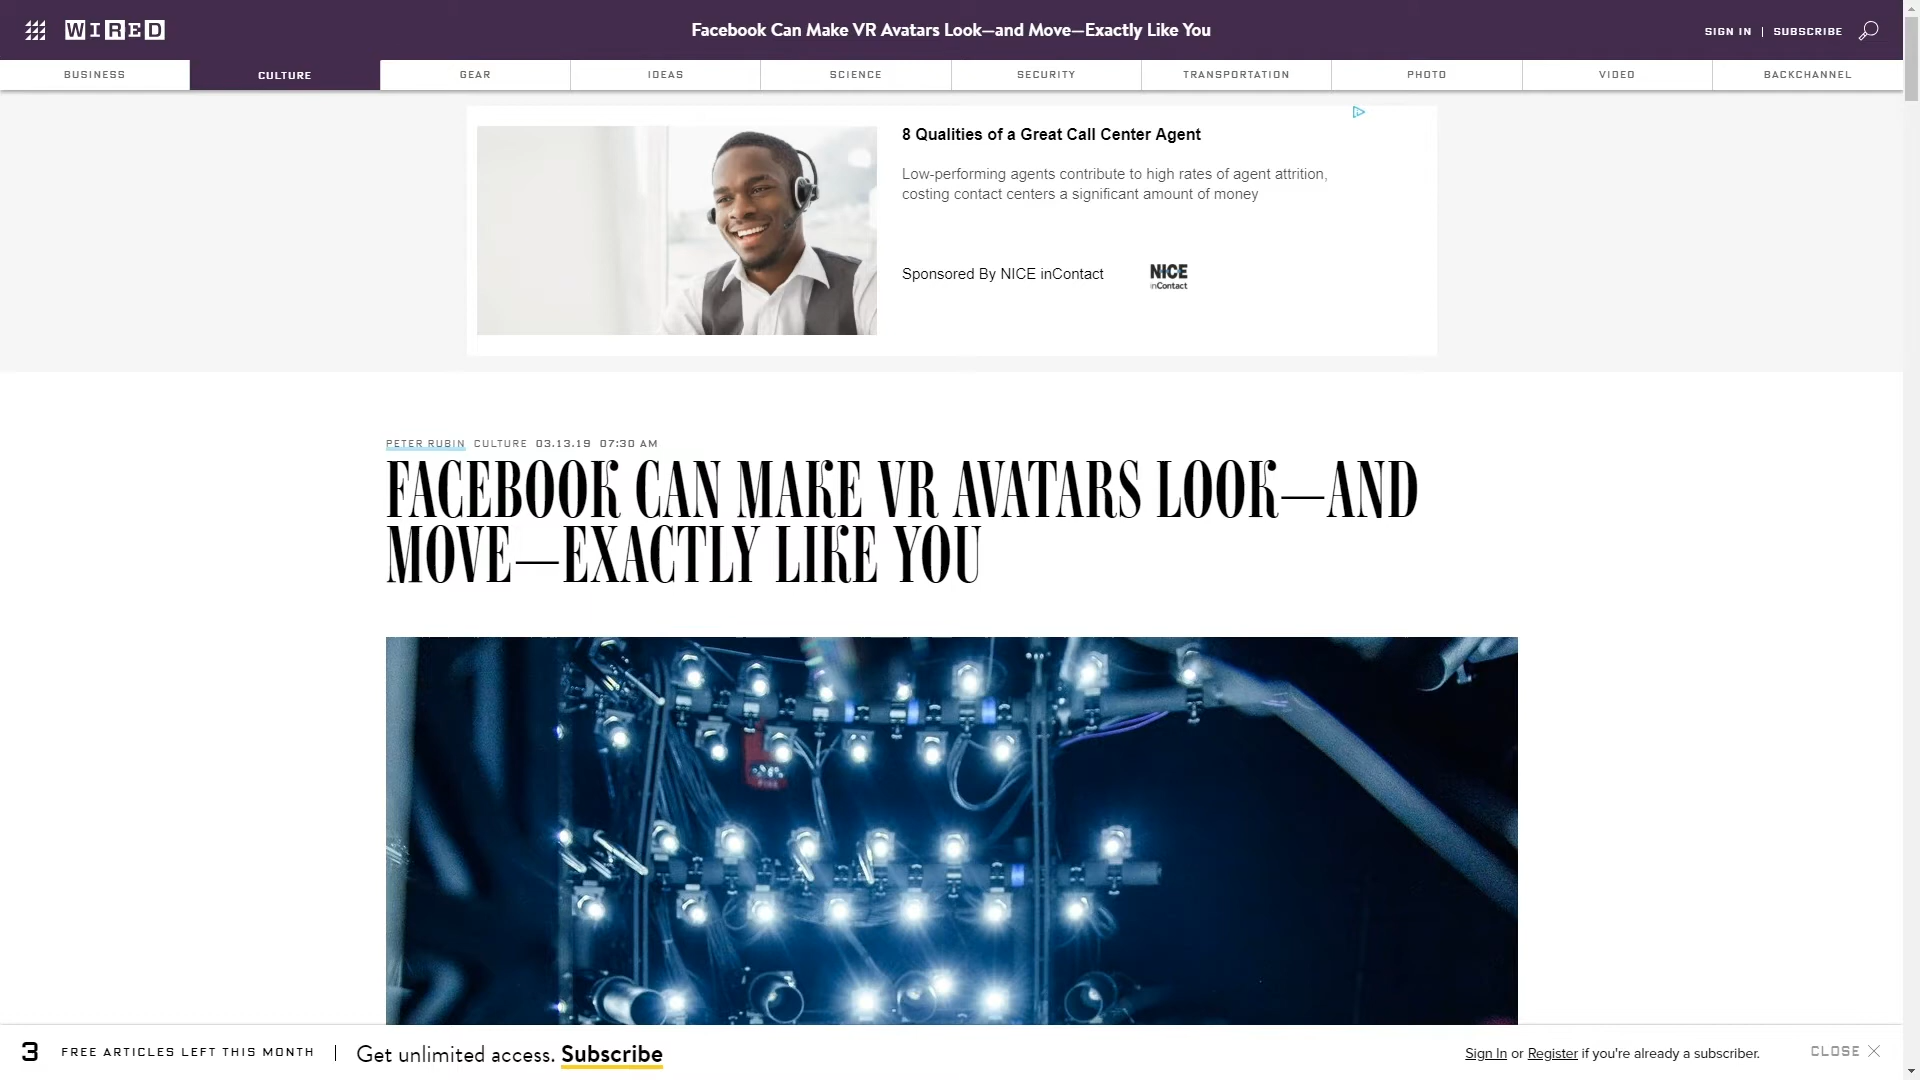 WIRED
Facebook Can Make VR Avatars Look—and Move—Exactly Like You
SIGN IN | SUBSCRIBE
BUSINESS
CULTURE
GEAR
IDEAS
SCIENCE
SECURITY
TRANSPORTATION
PHOTO
VIDEO
BACKCHANNEL
8 Qualities of a Great Call Center Agent
Low-performing agents contribute to high rates of agent attrition,
costing contact centers a significant amount of money
Sponsored By NICE inContact
NICE
inContact
PETER RUBIN CULTURE 03.13.19 07:30 AM
FACEBOOK CAN MAKE VR AVATARS LOOK—AND
MOVE—EXACTLY LIKE YOU
3 FREE ARTICLES LEFT THIS MONTH | Get unlimited access. Subscribe
Sign In or Register if you're already a subscriber.
CLOSE